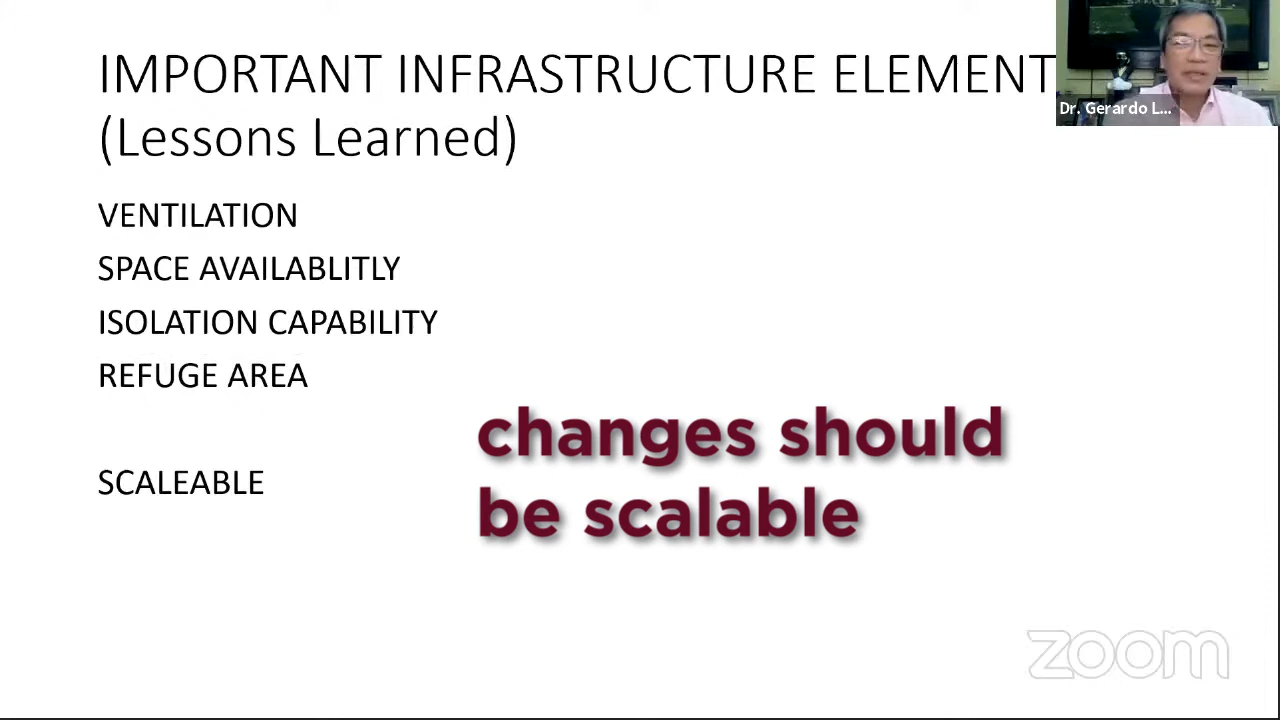 IMPORTANT INFRASTRUCTURE ELEMENT
(Lessons Learned)
Dr. Gerardo L...
VENTILATION
SPACE AVAILABLITLY
ISOLATION CAPABILITY
REFUGE AREA
changes should
be scalable
SCALEABLE
zoom